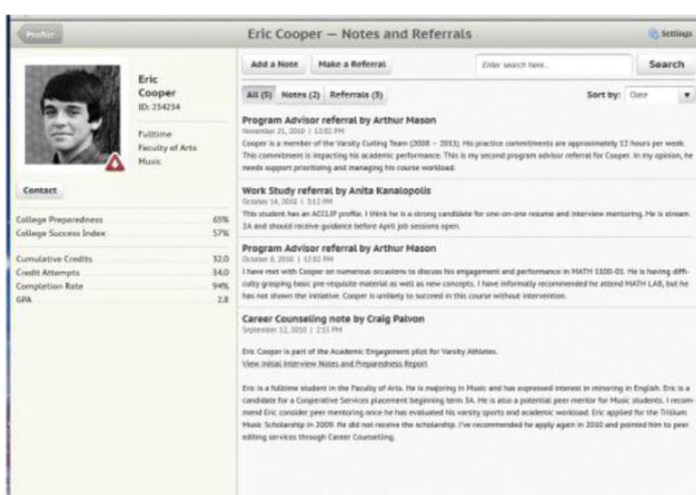 Profile
Eric Cooper — Notes and Referrals
Settings
Eric
Cooper
ID: 234234
Fulltime
Faculty of Arts
Music
Contact
College Preparedness 65%
College Success Index 57%
Cumulative Credits 32.0
Credit Attempts 34.0
Completion Rate 94%
GPA 2.8
Add a Note Make a Referral
Enter search here..
Search
All (5) Notes (2) Referrals (3)
Sort by: Date
Program Advisor referral by Arthur Mason
November 21, 2010 | 12:02 PM
Cooper is a member of the Varsity Curling Team (2008 – 2011). His practice commitments are approximately 12 hours per week.
This commitment is impacting his academic performance. This is my second program advisor referral for Cooper. In my opinion, he
needs support prioritizing and managing his course workload.
Work Study referral by Anita Kanalopolis
October 14, 2010 | 3:12 PM
This student has an ACCLIP profile. I think he is a strong candidate for one-on-one resume and interview mentoring. He is stream
2A and should receive guidance before April job sessions open.
Program Advisor referral by Arthur Mason
October 8, 2010 | 12:02 PM
I have met with Cooper on numerous occasions to discuss his engagement and performance in MATH 1100-01. He is having diffi-
culty grasping basic pre-requisite material as well as new concepts. I have informally recommended he attend MATH LAB, but he
has not shown the initiative. Cooper is unlikely to succeed in this course without intervention.
Career Counseling note by Craig Palvon
September 12, 2010 | 2:15 PM
Eric Cooper is part of the Academic Engagement pilot for Varsity Athletes.
View Initial Interview Notes and Preparedness Report
Eric is a fulltime student in the Faculty of Arts. He is majoring in Music and has expressed interest in minoring in English. Eric is a
candidate for a Cooperative Services placement beginning term 3A. He is also a potential peer mentor for Music students. I recom-
mend Eric consider peer mentoring once he has evaluated his varsity sports and academic workload. Eric applied for the Trillium
Music Scholarship in 2009. He did not receive the scholarship. I've recommended he apply again in 2010 and pointed him to peer
editing services through Career Counselling.